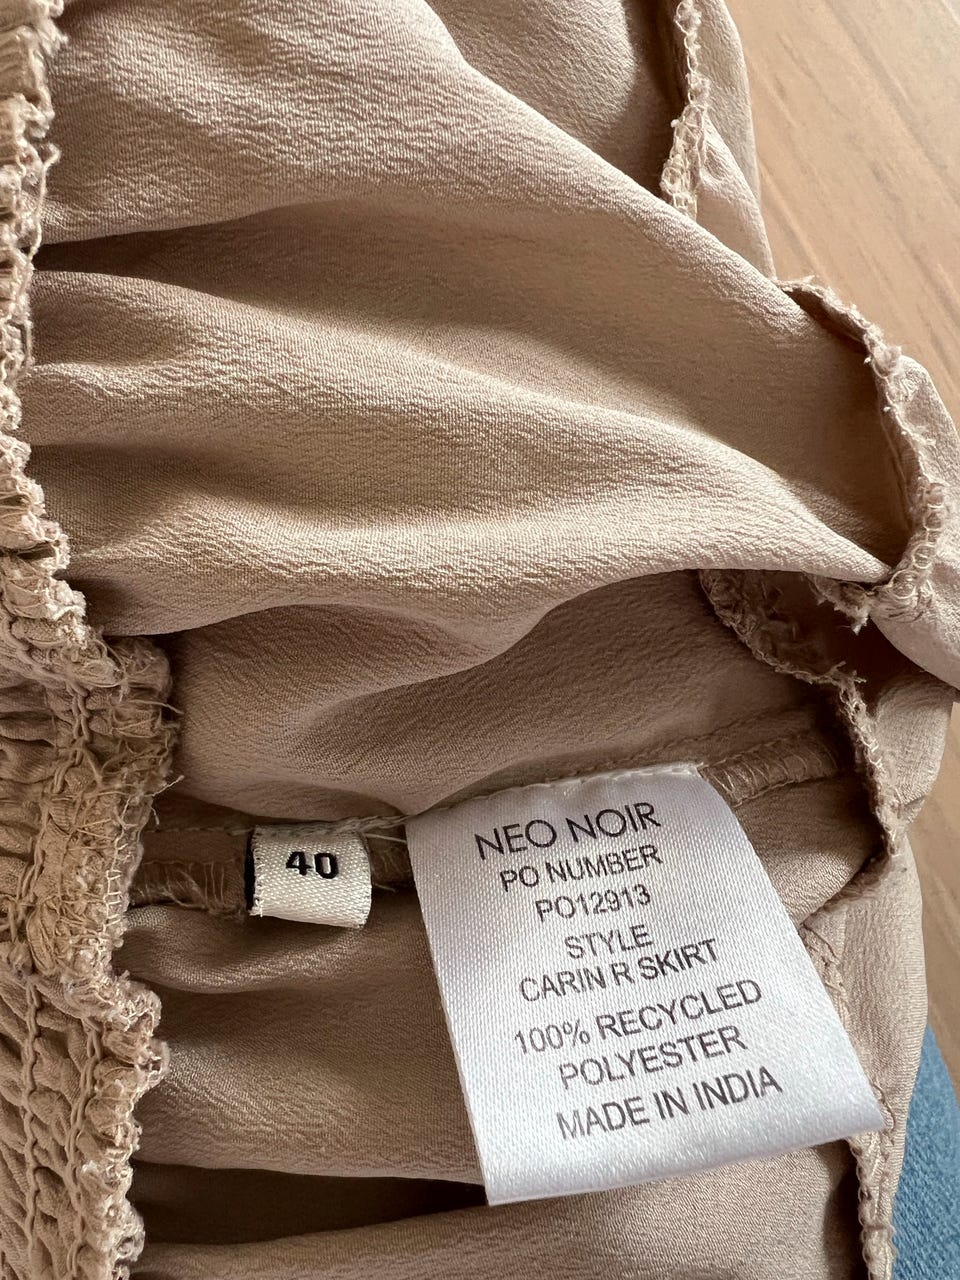 40
NEO NOIR
PO NUMBER
PO12913
STYLE
CARIN R SKIRT
100% RECYCLED
POLYESTER
MADE IN INDIA